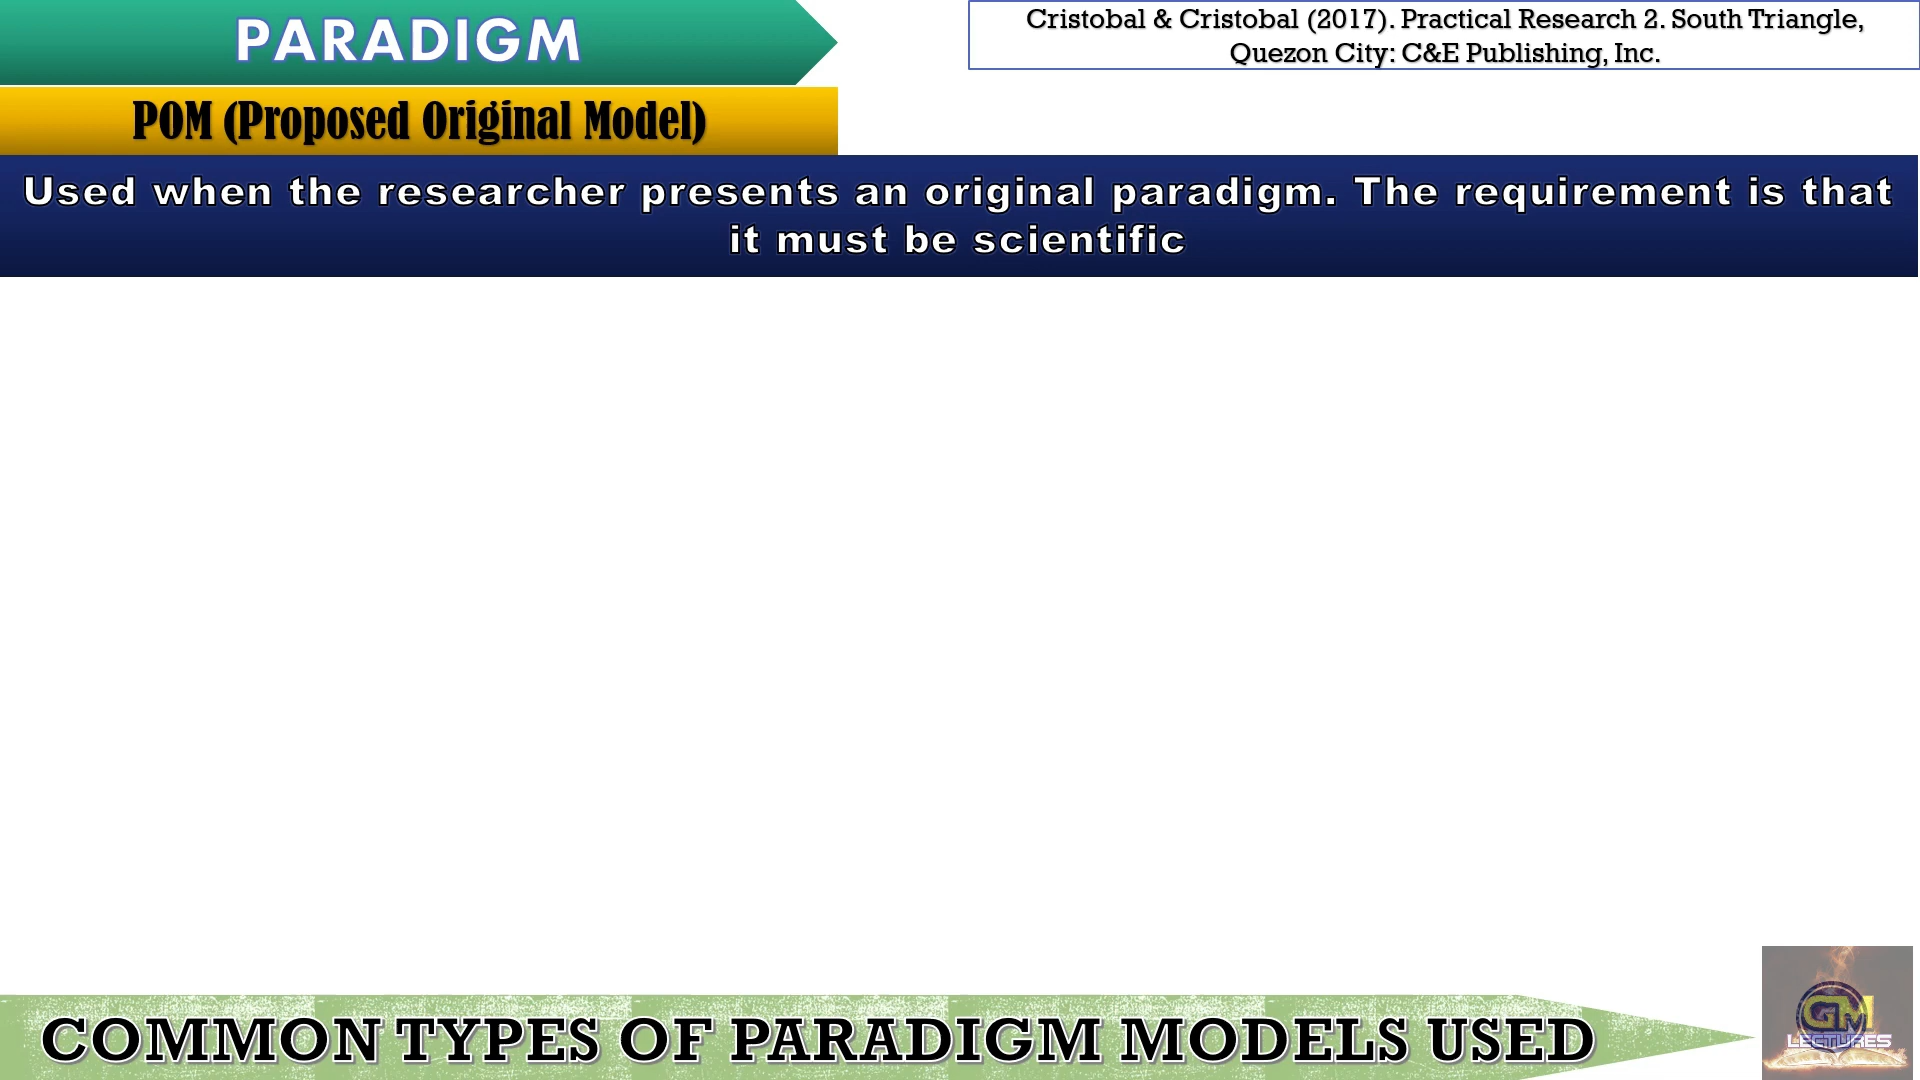 PARADIGM
Cristobal & Cristobal (2017). Practical Research 2. South Triangle,
Quezon City: C&E Publishing, Inc.
POM (Proposed Original Model)
Used when the researcher presents an original paradigm. The requirement is that
it must be scientific
COMMON TYPES OF PARADIGM MODELS USED
GM
LECTURES